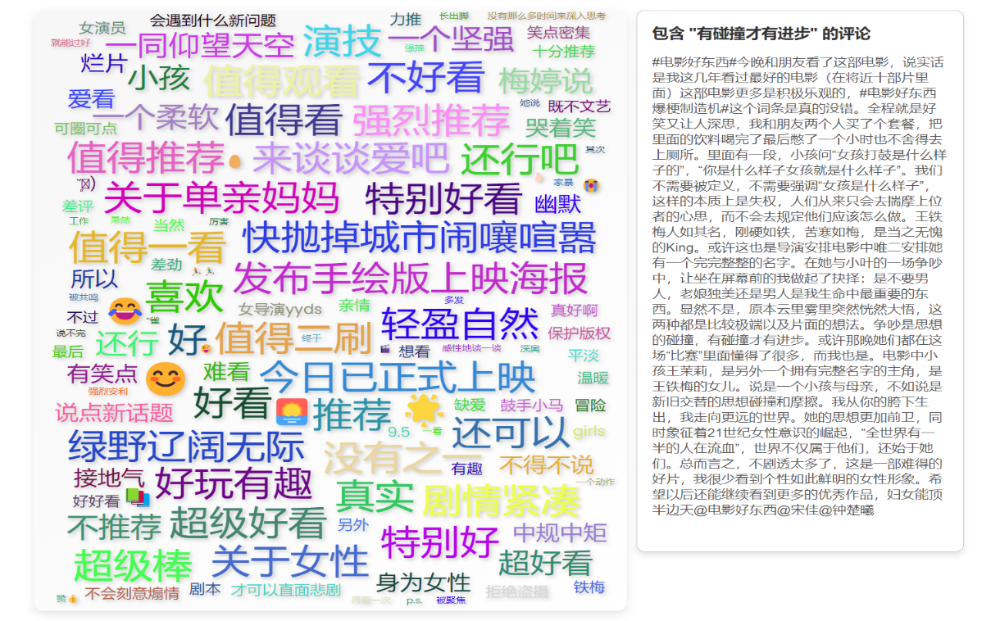 女演员 会遇到什么新问题 力推 长出脚 没有那么多时间来深入思考
就能过好 一同仰望天空 演技 一个坚强 强推 笑点密集
十分推荐
烂片 小孩 值得观看 不好看 梅婷说
爱看 一个柔软 值得看 强烈推荐 她说 既不文艺
可圈可点 哭着笑
值得推荐 来谈谈爱吧 还行吧 其次
关于单亲妈妈 特别好看 家暴 😭
差评 幽默
工作 果然 当然 厉害
值得一看 快抛掉城市闹嚷喧嚣
差劲
所以 喜欢 发布手绘版上映海报
被共鸣 女导演yyds 亲情 多发 真好啊
不过 😂 轻盈自然
说不完 还行 好 值得二刷 终于 保护版权
最后 🎬 想看 感性地谈一谈 深奥 平淡
有笑点 😊 难看 今日已正式上映 温暖
强烈安利
说点新话题 好看 🌅 推荐 🌟 缺爱 鼓手小马 冒险
9.5 一看 还可以 girls
绿野辽阔无际 没有之一 有趣 不得不说
接地气 好玩有趣 一个动作
好好看 真实 剧情紧凑
不推荐 超级好看 另外 特别好 中规中矩
超级棒 关于女性 超好看
不会刻意煽情 剧本 才可以直面悲剧 身为女性 拒绝盗摄 铁梅
赞👍 再看一次 p.s. 被聚焦
包含 "有碰撞才有进步" 的评论
#电影好东西#今晚和朋友看了这部电影，说实话
是我这几年看过最好的电影（在将近十部片里
面）这部电影更多是积极乐观的，#电影好东西
爆梗制造机#这个词条是真的没错。全程就是好
笑又让人深思，我和朋友两个人买了个套餐，把
里面的饮料喝完了最后憋了一个小时也不舍得去
上厕所。里面有一段，小孩问“女孩打鼓是什么样
子的”，“你是什么样子女孩就是什么样子”。我们
不需要被定义，不需要强调“女孩是什么样子”，
这样的本质上是失权，人们从来只会去揣摩上位
者的心思，而不会去规定他们应该怎么做。王铁
梅人如其名，刚硬如铁，苦寒如梅，是当之无愧
的King。或许这也是导演安排电影中唯二安排她
有一个完完整整的名字。在她与小叶的一场争吵
中，让坐在屏幕前的我做起了抉择：是不要男
人，老娘独美还是男人是我生命中最重要的东
西。显然不是，原本云里雾里突然恍然大悟，这
两种都是比较极端以及片面的想法。争吵是思想
的碰撞，有碰撞才有进步。或许那晚她们都在这
场“比赛”里面懂得了很多，而我也是。电影中小
孩王茉莉，是另外一个拥有完整名字的主角，是
王铁梅的女儿。说是一个小孩与母亲，不如说是
新旧交替的思想碰撞和摩擦。我从你的胯下生
出，我走向更远的世界。她的思想更加前卫，同
时象征着21世纪女性意识的崛起，“全世界有一
半的人在流血”，世界不仅属于他们，还始于她
们。总而言之，不剧透太多了，这是一部难得的
好片，我很少看到个性如此鲜明的女性形象。希
望以后还能继续看到更多的优秀作品，妇女能顶
半边天@电影好东西@宋佳@钟楚曦